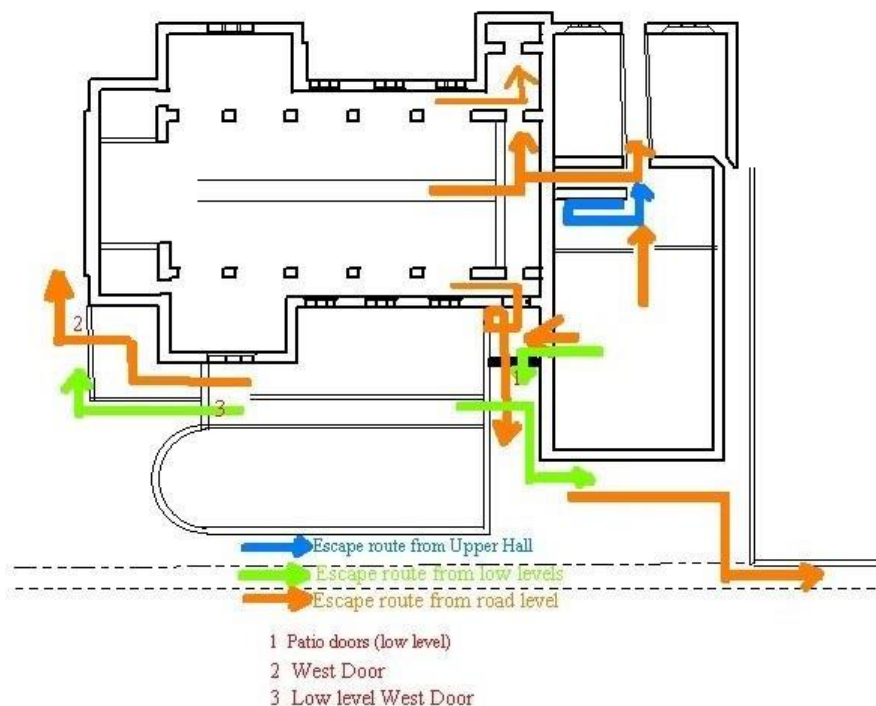 2
1
3
Escape route from Upper Hall
Escape route from low levels
Escape route from road level
1 Patio doors (low level)
2 West Door
3 Low level West Door